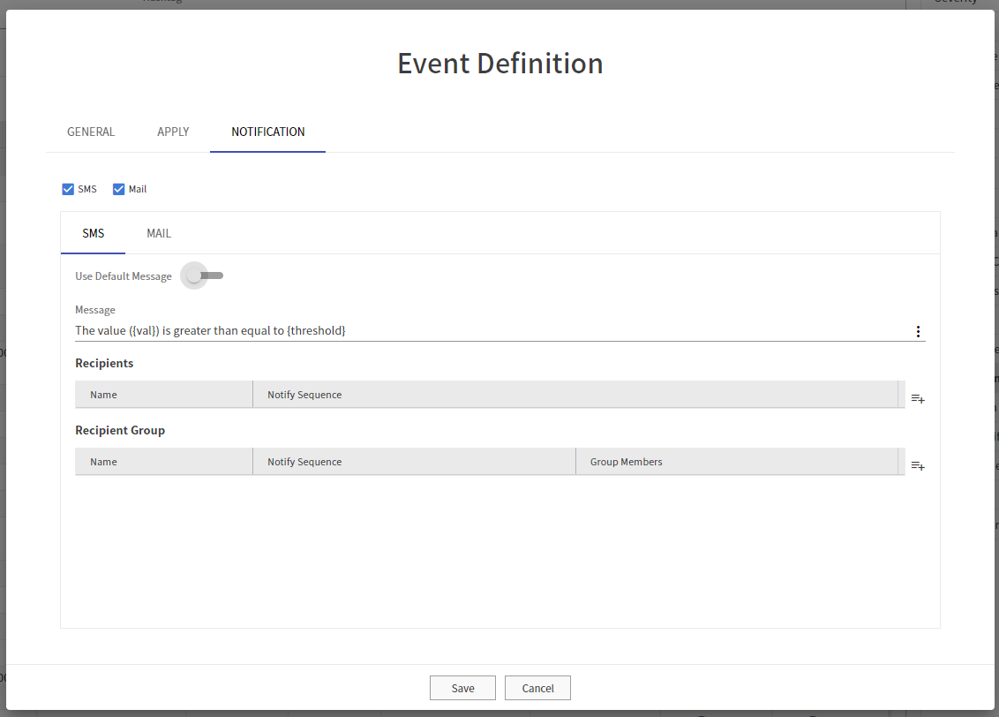 Event Definition
GENERAL APPLY NOTIFICATION
SMS Mail
SMS MAIL
Use Default Message
Message
The value ({val}) is greater than equal to {threshold}
Recipients
Name Notify Sequence
Recipient Group
Name Notify Sequence Group Members
Save Cancel